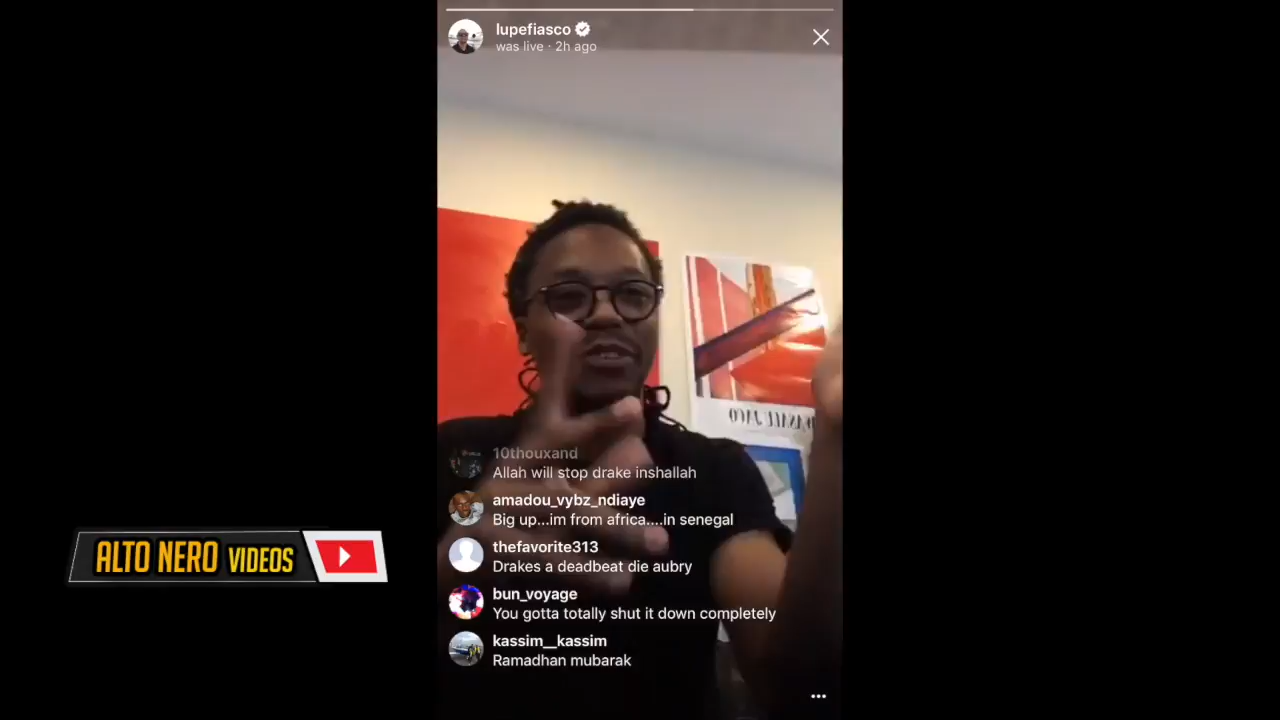 lupefiasco
was live · 2h ago
10thouxand
Allah will stop drake inshallah
amadou_vybz_ndiaye
Big up...im from africa....in senegal
thefavorite313
Drakes a deadbeat die aubry
bun_voyage
You gotta totally shut it down completely
kassim__kassim
Ramadhan mubarak
ALTO NERO VIDEOS